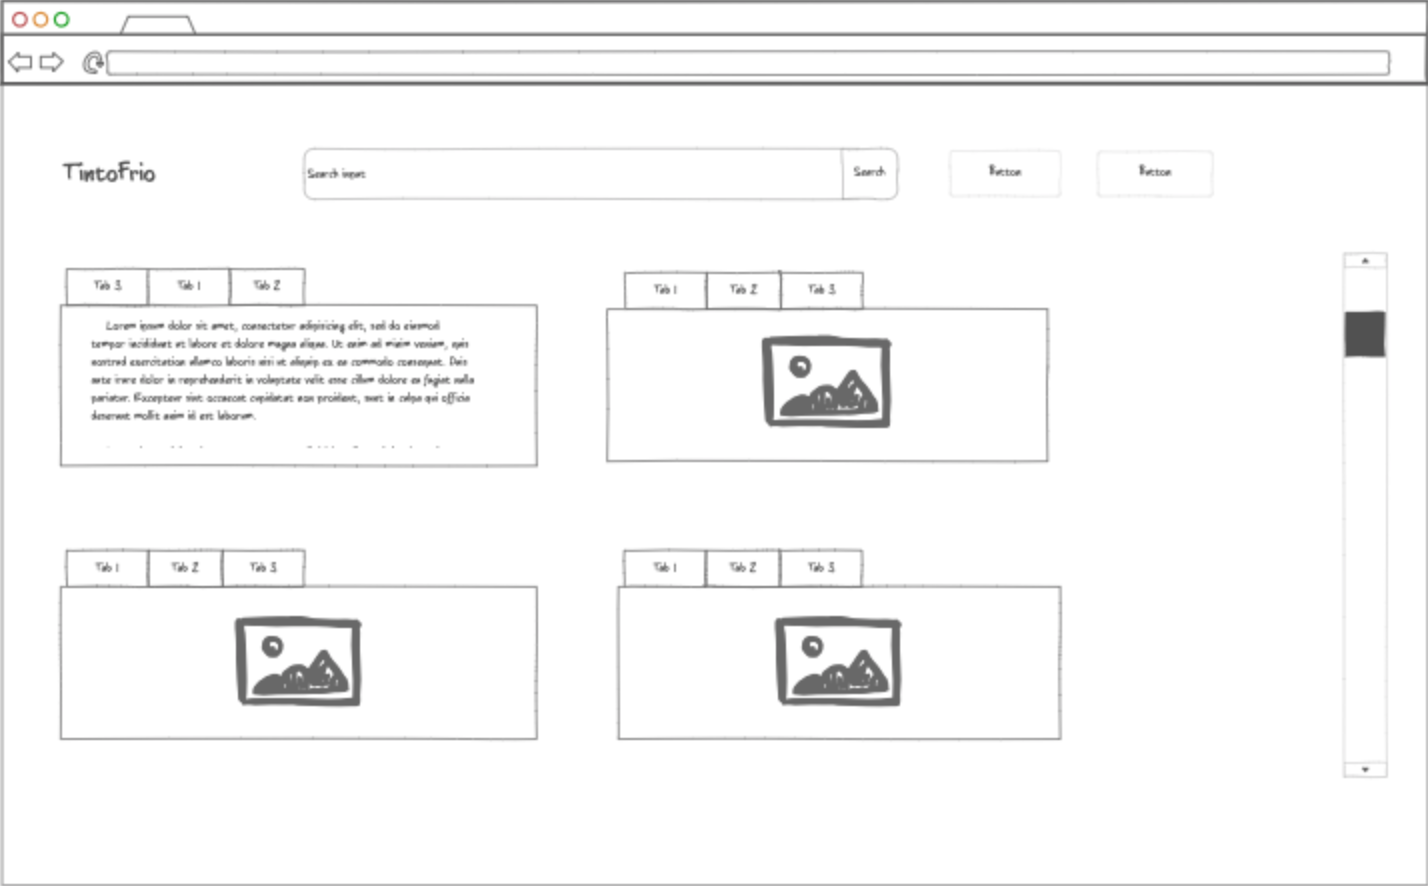 TintoFrio
Search input
Search
Button
Button
Tab 3 Tab 1 Tab 2
Lorem ipsum dolor sit amet, consectetur adipisicing elit, sed do eiusmod
tempor incididunt ut labore et dolore magna aliqua. Ut enim ad minim veniam, quis
nostrud exercitation ullamco laboris nisi ut aliquip ex ea commodo consequat. Duis
aute irure dolor in reprehenderit in voluptate velit esse cillum dolore eu fugiat nulla
pariatur. Excepteur sint occaecat cupidatat non proident, sunt in culpa qui officia
deserunt mollit anim id est laborum.
Tab 1 Tab 2 Tab 3
Tab 1 Tab 2 Tab 3
Tab 1 Tab 2 Tab 3